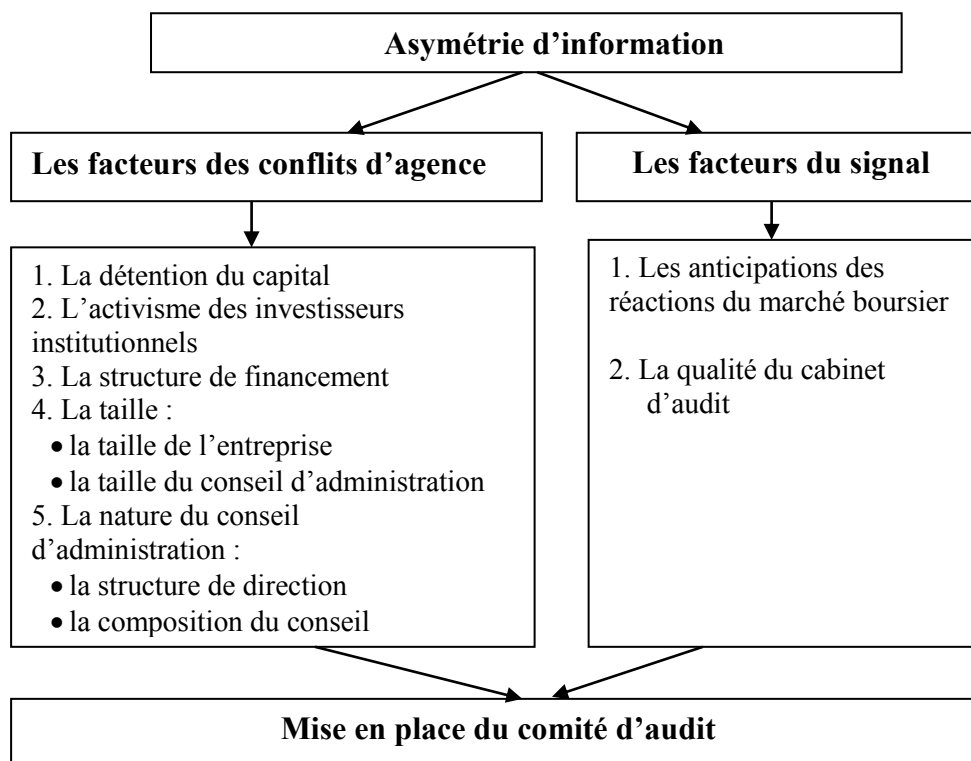 Asymétrie d’information
Les facteurs des conflits d’agence
Les facteurs du signal
1. La détention du capital
2. L’activisme des investisseurs
institutionnels
3. La structure de financement
4. La taille :
• la taille de l’entreprise
• la taille du conseil d’administration
5. La nature du conseil
d’administration :
• la structure de direction
• la composition du conseil
1. Les anticipations des
réactions du marché boursier
2. La qualité du cabinet
d’audit
Mise en place du comité d’audit